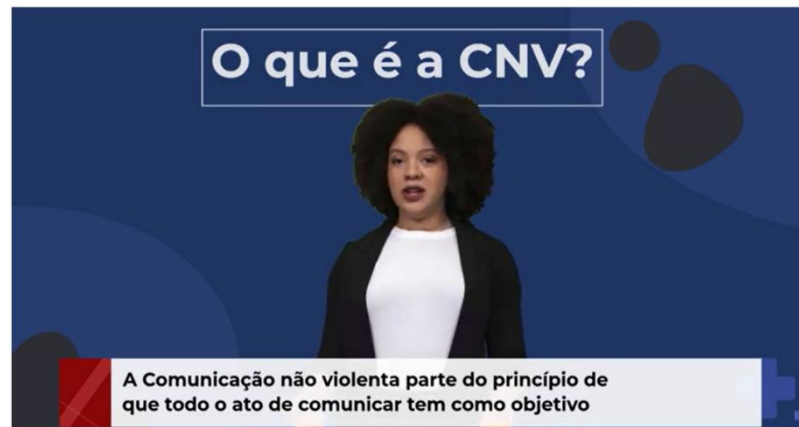 O que é a CNV?
A Comunicação não violenta parte do princípio de
que todo o ato de comunicar tem como objetivo